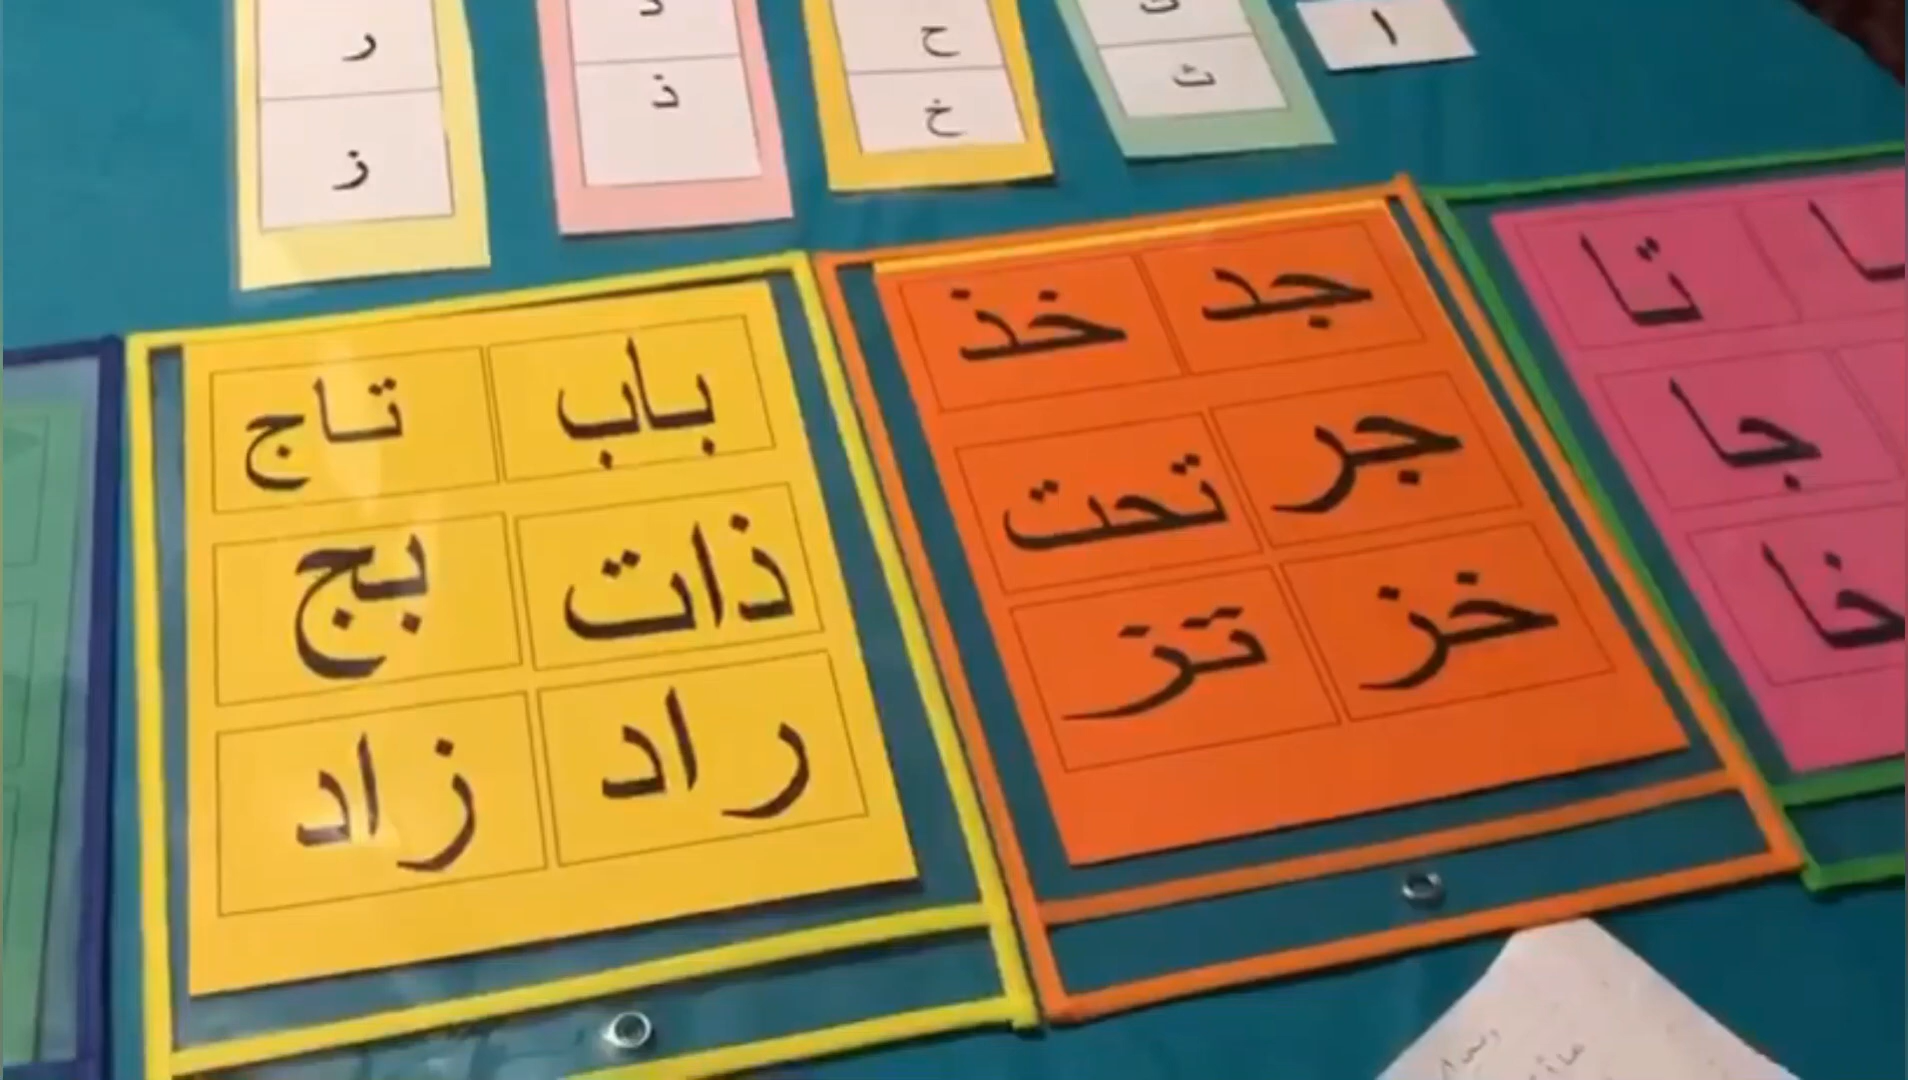 ا
ث
ح
خ
د
ذ
ر
ز
تا
جا
خا
جد خذ
جر تحت
خز تز
باب تاج
ذات بج
راد زاد